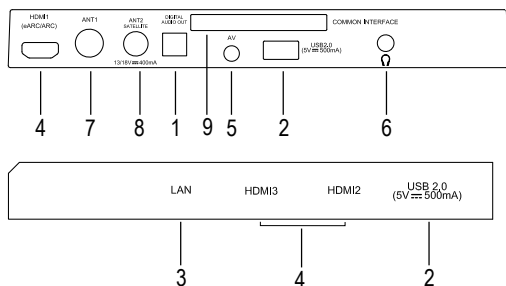 HDMI1
(eARC/ARC)
ANT1
ANT2
SATELLITE
13/18V⎓400mA
DIGITAL
AUDIO OUT
AV
USB2.0
(5V⎓500mA)
COMMON INTERFACE
4 7 8 1 9 5 2 6
LAN
HDMI3
HDMI2
USB 2.0
(5V⎓500mA)
3 4 2